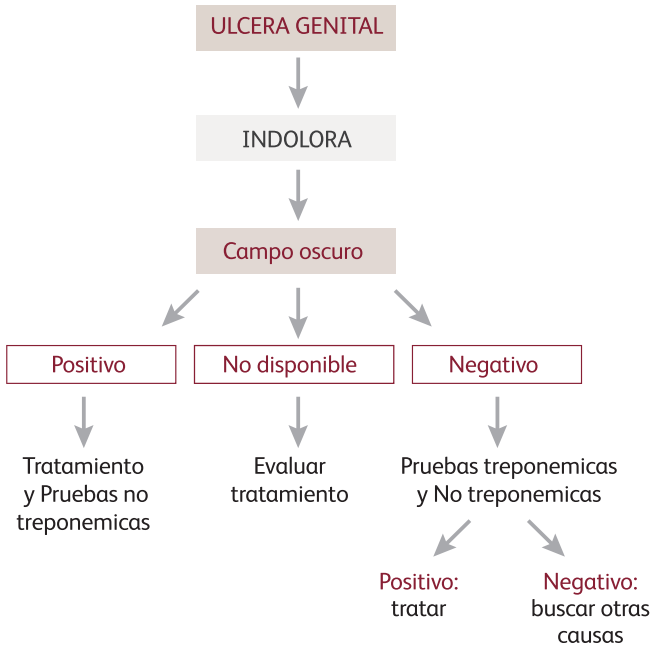 ULCERA GENITAL
INDOLORA
Campo oscuro
Positivo
No disponible
Negativo
Tratamiento
y Pruebas no
treponemicas
Evaluar
tratamiento
Pruebas treponemicas
y No treponemicas
Positivo:
tratar
Negativo:
buscar otras
causas